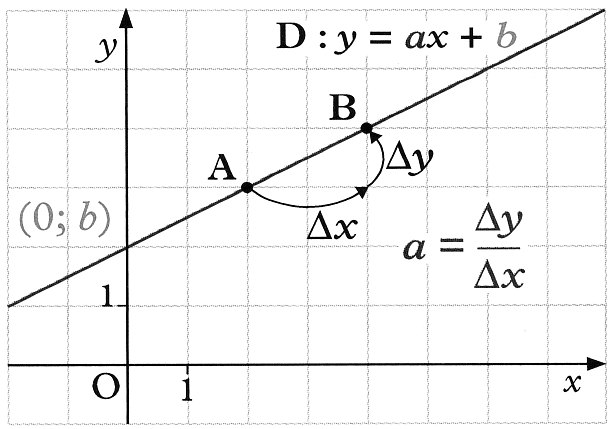 y
D : y = ax + b
B
A
Δy
(0; b)
Δx
a = Δy/Δx
1
O
1
x